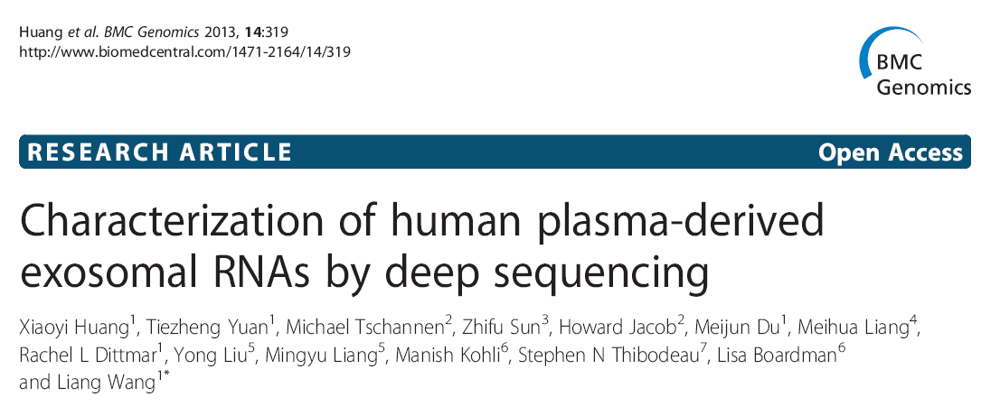 Huang et al. BMC Genomics 2013, 14:319
http://www.biomedcentral.com/1471-2164/14/319
BMC
Genomics
RESEARCH ARTICLE Open Access
Characterization of human plasma-derived
exosomal RNAs by deep sequencing
Xiaoyi Huang1, Tiezheng Yuan1, Michael Tschannen2, Zhifu Sun3, Howard Jacob2, Meijun Du1, Meihua Liang4,
Rachel L Dittmar1, Yong Liu5, Mingyu Liang5, Manish Kohli6, Stephen N Thibodeau7, Lisa Boardman6
and Liang Wang1*